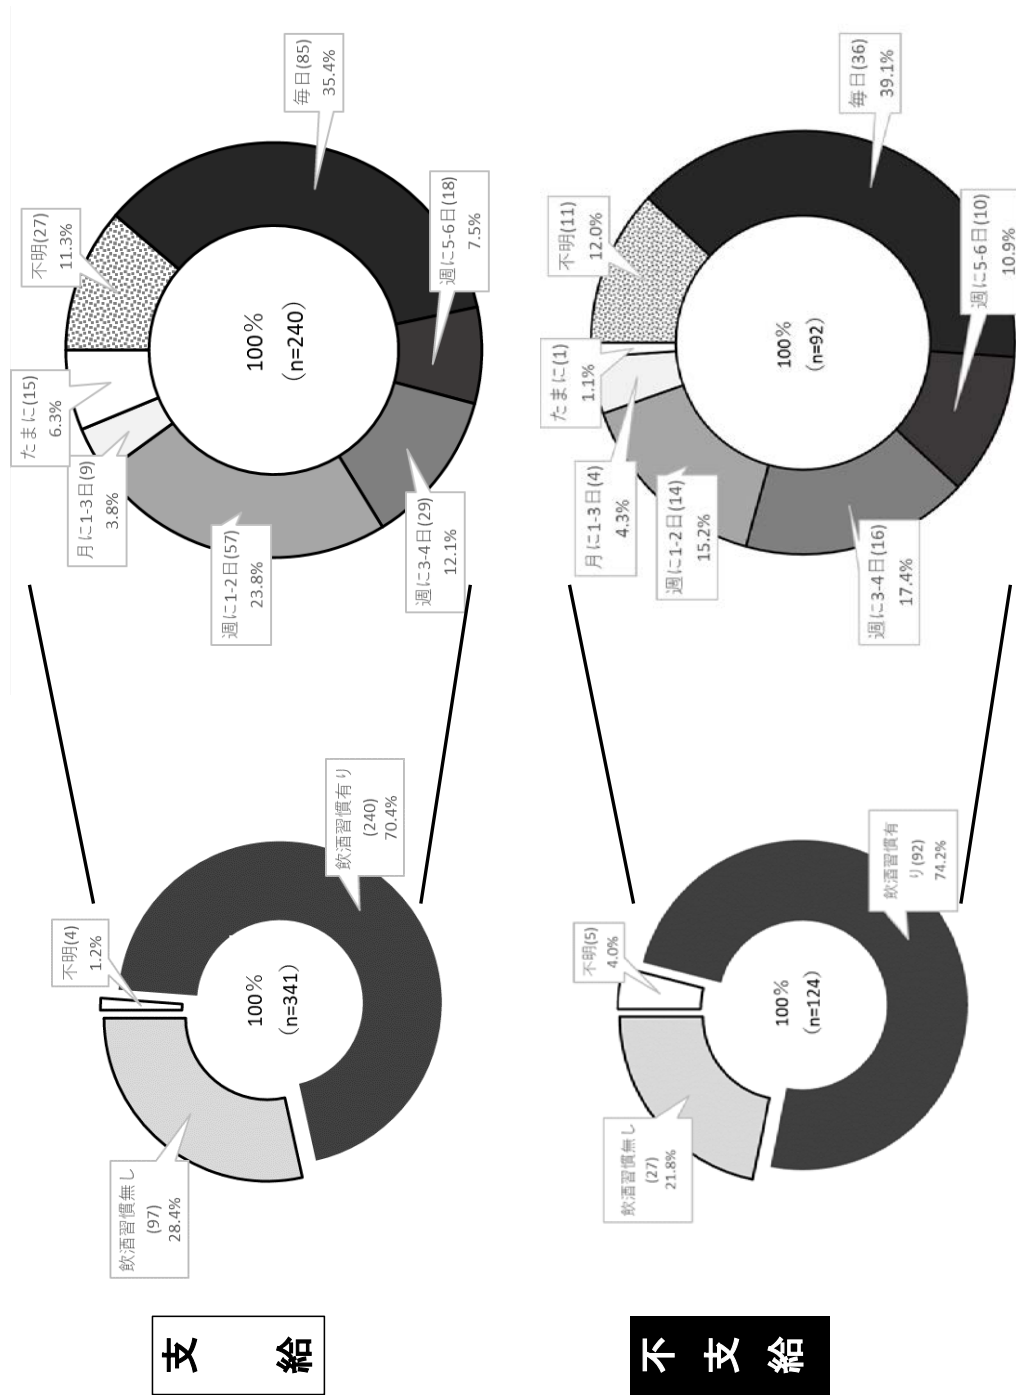 支 給
飲酒習慣無し
(97)
28.4%
不明(4)
1.2%
100%
(n=341)
飲酒習慣有り
(240)
70.4%
不明(27)
11.3%
毎日(85)
35.4%
週に5-6日(18)
7.5%
週に3-4日(29)
12.1%
週に1-2日(57)
23.8%
月に1-3日(9)
3.8%
たまに(15)
6.3%
100%
(n=240)
不 支 給
飲酒習慣無し
(27)
21.8%
不明(5)
4.0%
100%
(n=124)
飲酒習慣有
り(92)
74.2%
不明(11)
12.0%
毎日(36)
39.1%
週に5-6日(10)
10.9%
週に3-4日(16)
17.4%
週に1-2日(14)
15.2%
月に1-3日(4)
4.3%
たまに(1)
1.1%
100%
(n=92)